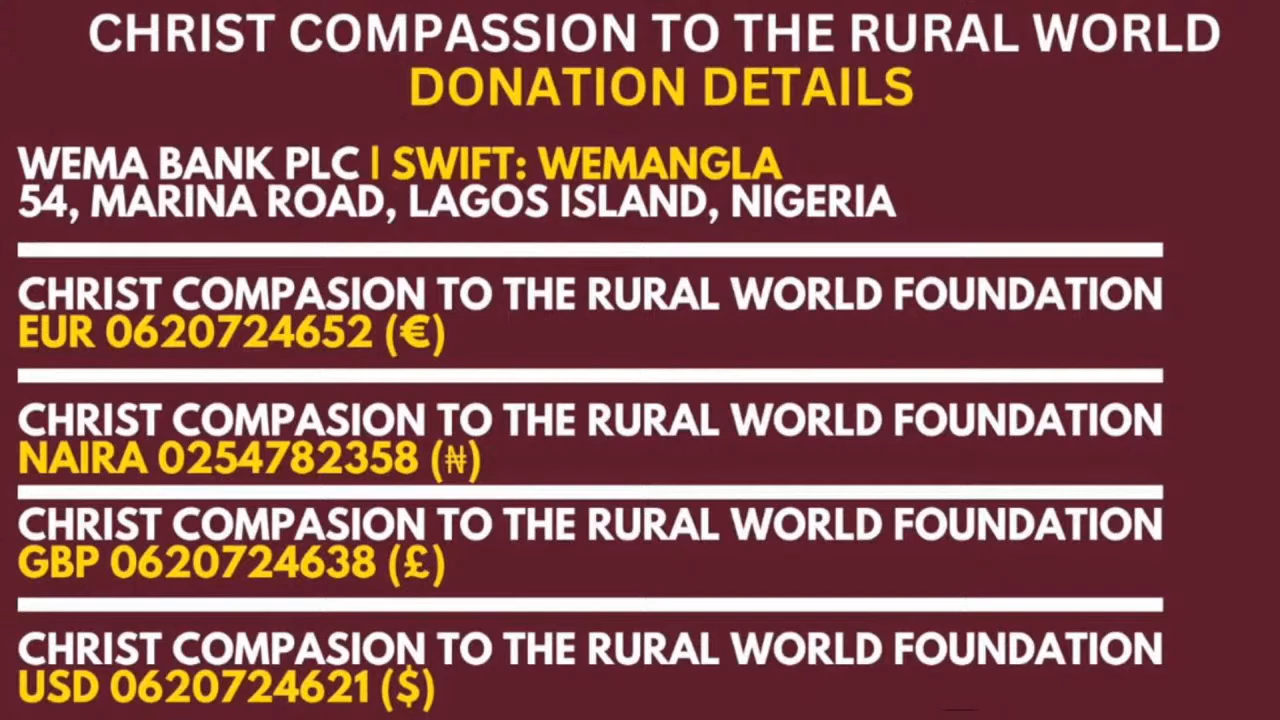 CHRIST COMPASSION TO THE RURAL WORLD
DONATION DETAILS
WEMA BANK PLC | SWIFT: WEMANGLA
54, MARINA ROAD, LAGOS ISLAND, NIGERIA
CHRIST COMPASION TO THE RURAL WORLD FOUNDATION
EUR 0620724652 (€)
CHRIST COMPASION TO THE RURAL WORLD FOUNDATION
NAIRA 0254782358 (₦)
CHRIST COMPASION TO THE RURAL WORLD FOUNDATION
GBP 0620724638 (£)
CHRIST COMPASION TO THE RURAL WORLD FOUNDATION
USD 0620724621 ($)